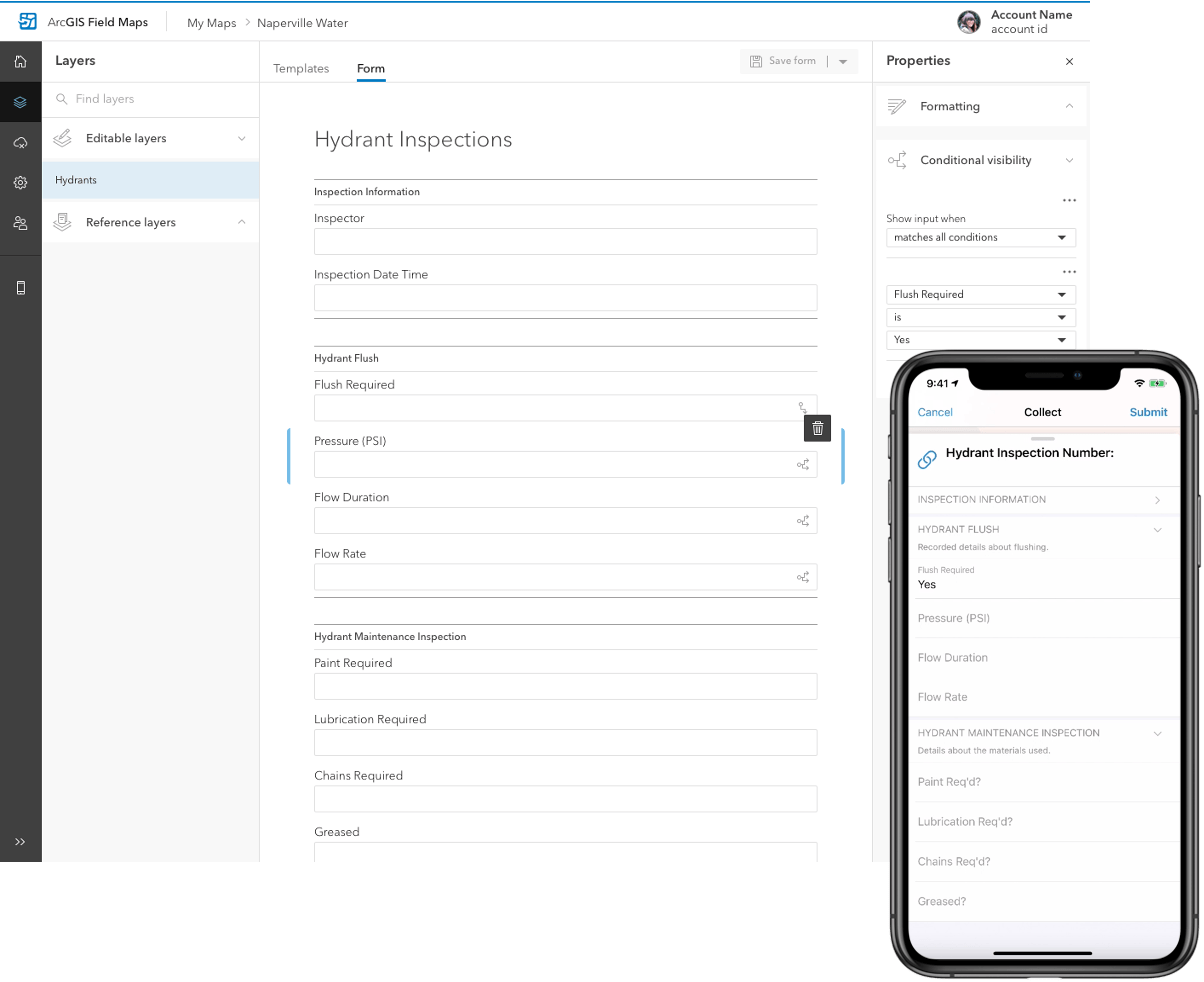 ArcGIS Field Maps
My Maps > Naperville Water
Account Name
account id
Layers
Find layers
Editable layers
Hydrants
Reference layers
Templates
Form
Save form
Hydrant Inspections
Inspection Information
Inspector
Inspection Date Time
Hydrant Flush
Flush Required
Pressure (PSI)
Flow Duration
Flow Rate
Hydrant Maintenance Inspection
Paint Required
Lubrication Required
Chains Required
Greased
Properties
Formatting
Conditional visibility
Show input when
matches all conditions
Flush Required
is
Yes
9:41
Cancel
Collect
Submit
Hydrant Inspection Number:
INSPECTION INFORMATION
HYDRANT FLUSH
Recorded details about flushing.
Flush Required
Yes
Pressure (PSI)
Flow Duration
Flow Rate
HYDRANT MAINTENANCE INSPECTION
Details about the materials used.
Paint Req'd?
Lubrication Req'd?
Chains Req'd?
Greased?